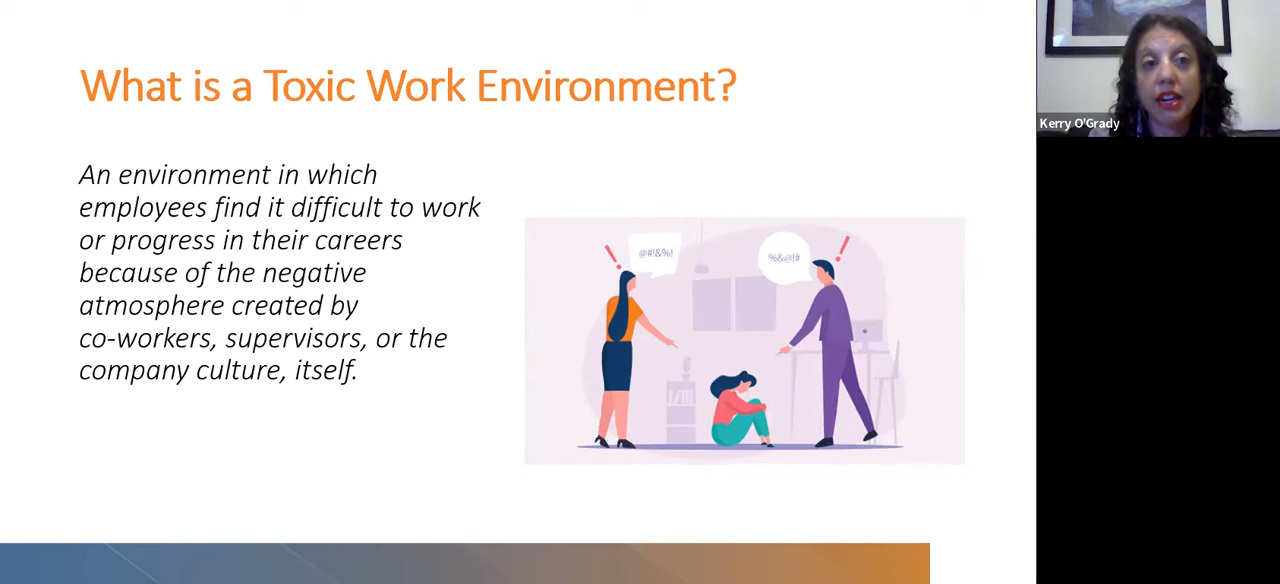 What is a Toxic Work Environment?
An environment in which
employees find it difficult to work
or progress in their careers
because of the negative
atmosphere created by
co-workers, supervisors, or the
company culture, itself.
@#!&%!
%&@!#
Kerry O'Grady